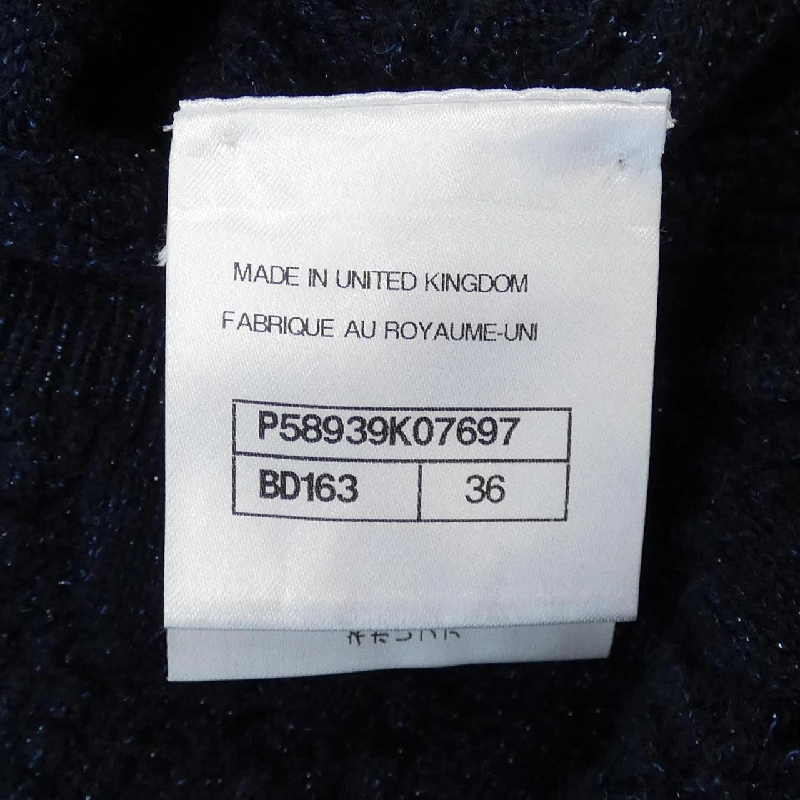 MADE IN UNITED KINGDOM
FABRIQUE AU ROYAUME-UNI
P58939K07697
BD163 36